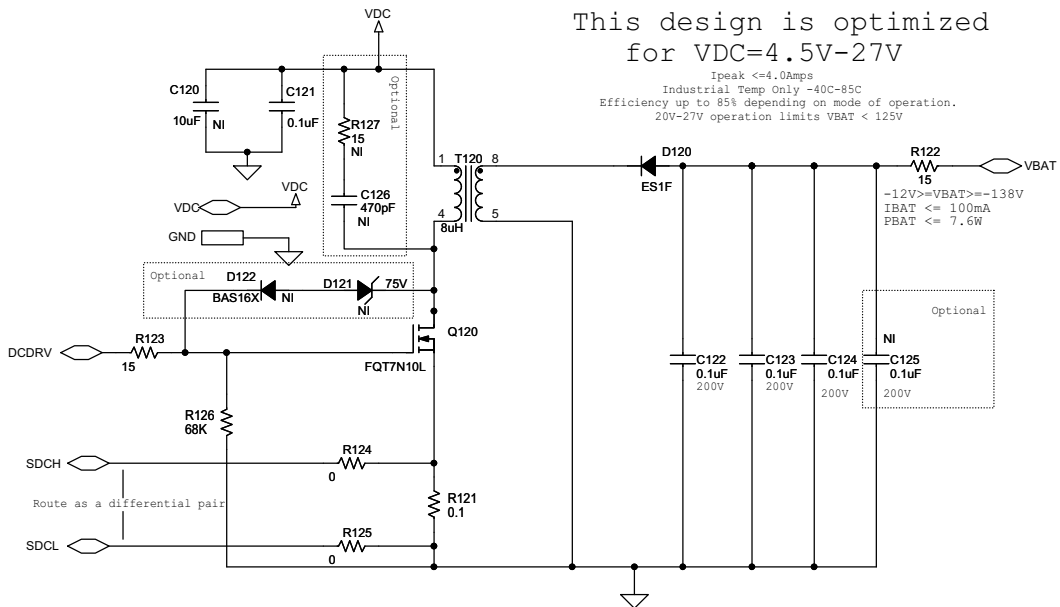 This design is optimized
for VDC=4.5V-27V
Ipeak <=4.0Amps
Industrial Temp Only -40C-85C
Efficiency up to 85% depending on mode of operation.
20V-27V operation limits VBAT < 125V
VDC
C120
10uF
NI
C121
0.1uF
Optional
R127
15
NI
C126
470pF
NI
VDC
VDC
GND
1
T120
8
4
5
8uH
D120
ES1F
R122
15
VBAT
-12V>=VBAT>=-138V
IBAT <= 100mA
PBAT <= 7.6W
Optional
D122
BAS16X
NI
D121
75V
NI
Q120
FQT7N10L
DCDRV
R123
15
R126
68K
SDCH
R124
0
Route as a differential pair
R121
0.1
SDCL
R125
0
C122
0.1uF
200V
C123
0.1uF
200V
C124
0.1uF
200V
Optional
NI
C125
0.1uF
200V